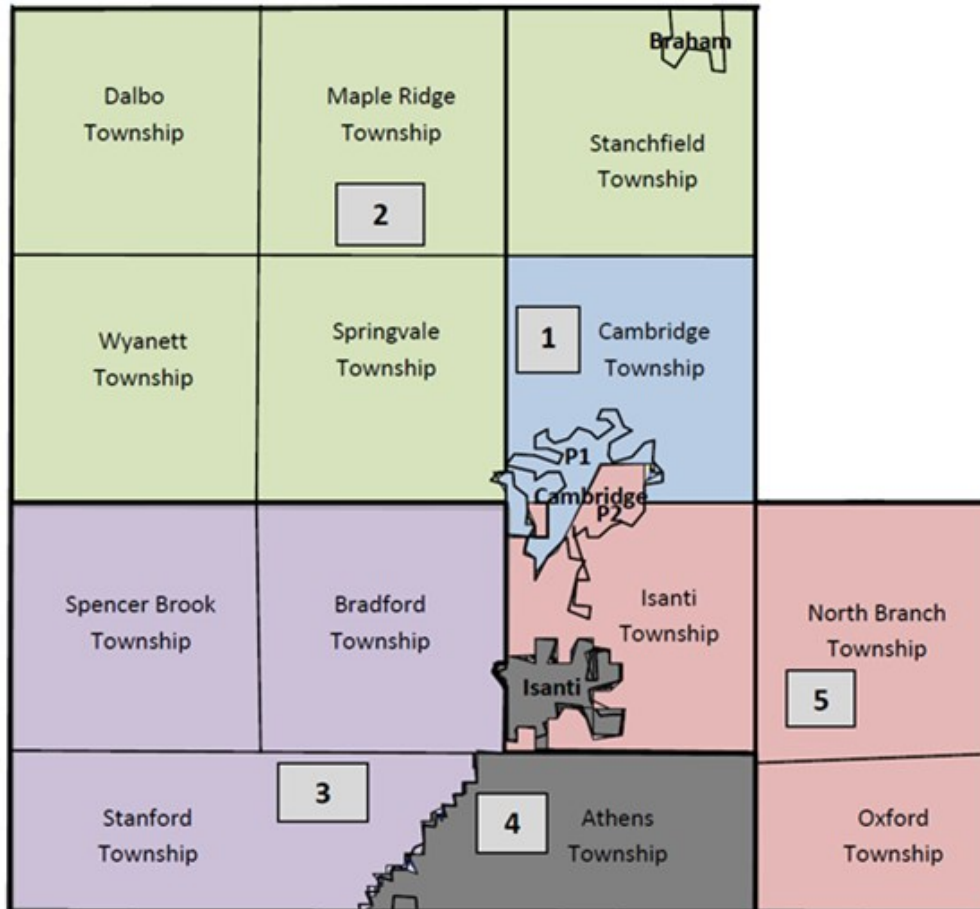 Braham
Dalbo
Township
Maple Ridge
Township
Stanchfield
Township
2
Wyanett
Township
Springvale
Township
1
Cambridge
Township
P1
Cambridge
P2
Spencer Brook
Township
Bradford
Township
Isanti
Township
North Branch
Township
Isanti
5
3
Stanford
Township
4
Athens
Township
Oxford
Township